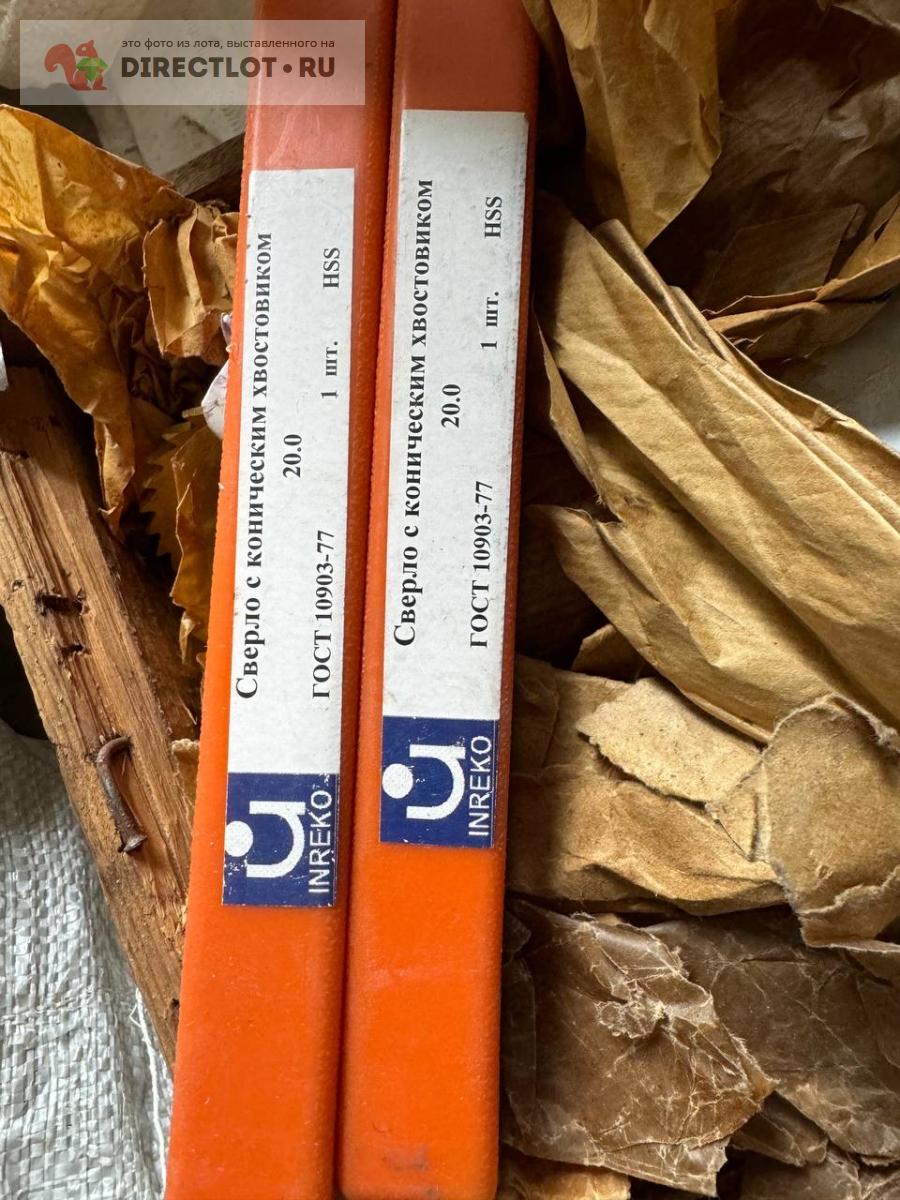 это фото из лота, выставленного на
DIRECTLOT•RU
Сверло с коническим хвостовиком
20.0
ГОСТ 10903-77 1 шт. HSS
INREKO
Сверло с коническим хвостовиком
20.0
ГОСТ 10903-77 1 шт. HSS
INREKO